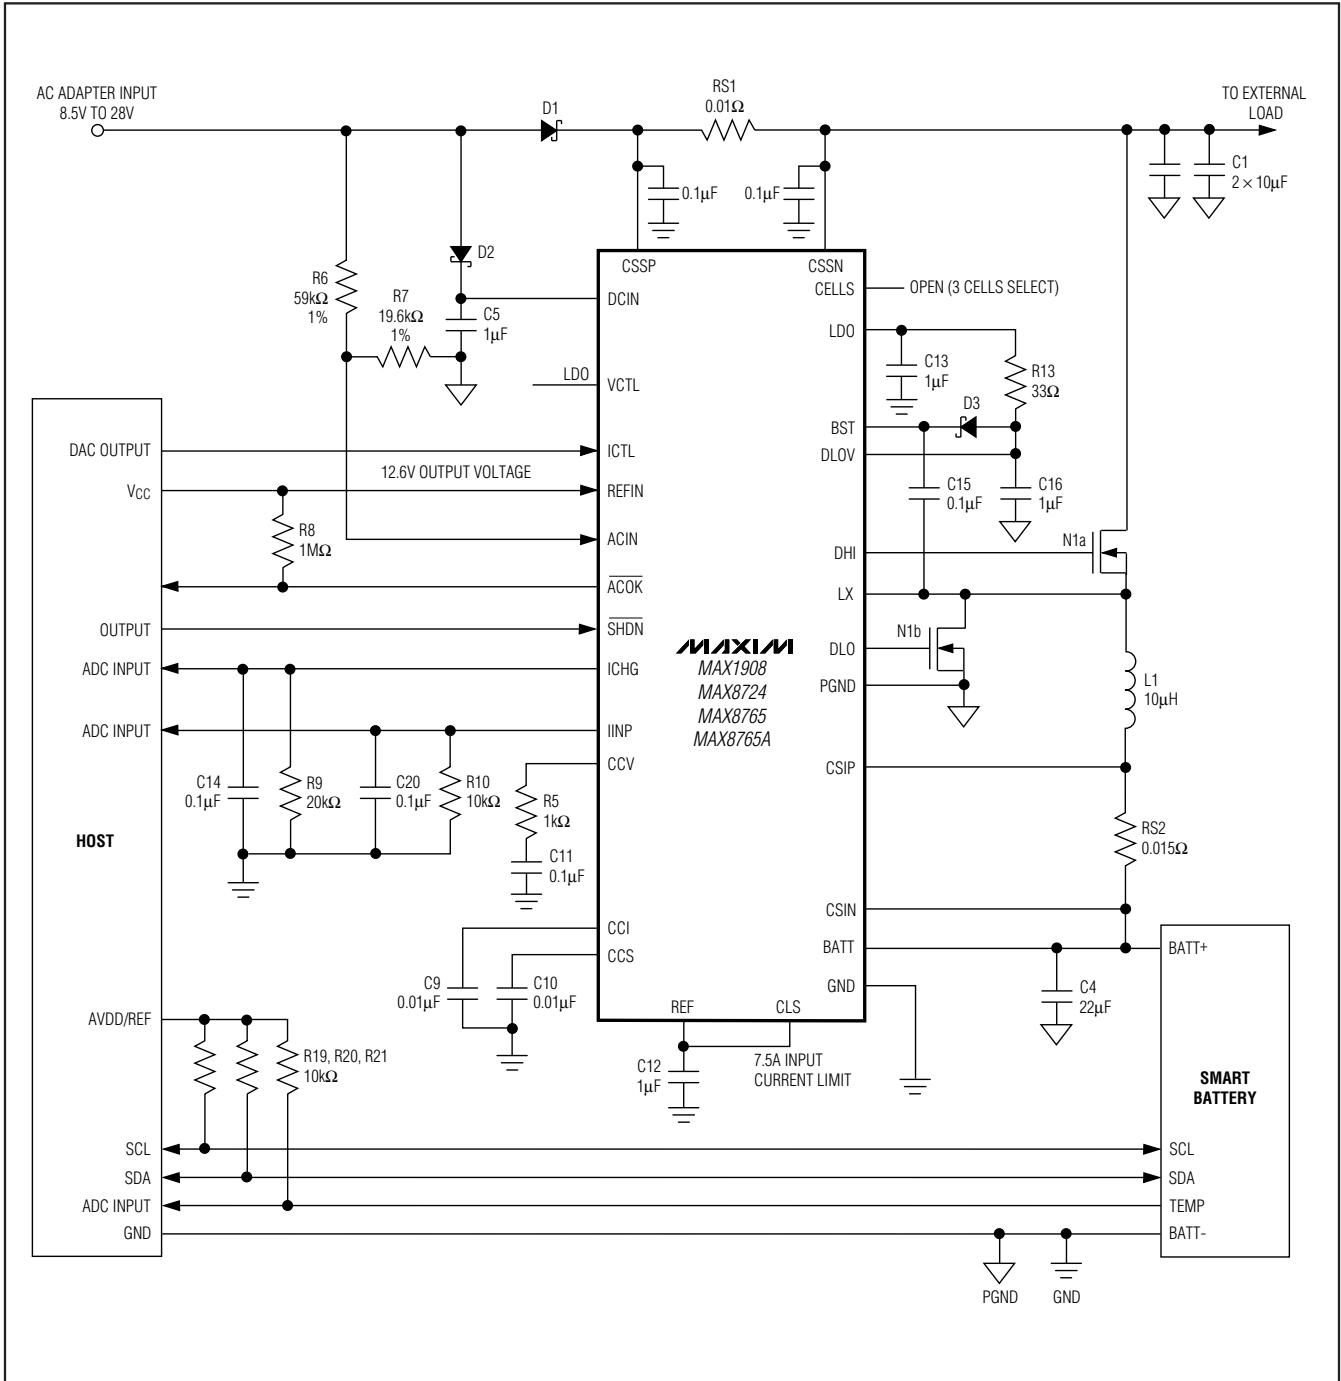 AC ADAPTER INPUT
8.5V TO 28V
D1
RS1
0.01Ω
TO EXTERNAL
LOAD
C1
2 × 10μF
0.1μF
0.1μF
D2
R6
59kΩ
1%
R7
19.6kΩ
1%
C5
1μF
CSSP
CSSN
CELLS
OPEN (3 CELLS SELECT)
DCIN
LDO
C13
1μF
R13
33Ω
D3
LDO
VCTL
BST
DLOV
DAC OUTPUT
ICTL
12.6V OUTPUT VOLTAGE
VCC
REFIN
C15
0.1μF
C16
1μF
R8
1MΩ
ACIN
DHI
N1a
ACOK
LX
OUTPUT
SHDN
N1b
DLO
MAXIM
MAX1908
MAX8724
MAX8765
MAX8765A
ADC INPUT
ICHG
PGND
L1
10μH
ADC INPUT
IINP
CCV
CSIP
C14
0.1μF
R9
20kΩ
C20
0.1μF
R10
10kΩ
R5
1kΩ
C11
0.1μF
HOST
RS2
0.015Ω
CSIN
CCI
BATT
BATT+
CCS
C9
0.01μF
C10
0.01μF
GND
C4
22μF
REF
CLS
AVDD/REF
R19, R20, R21
10kΩ
C12
1μF
7.5A INPUT
CURRENT LIMIT
SMART
BATTERY
SCL
SCL
SDA
SDA
ADC INPUT
TEMP
GND
BATT-
PGND
GND